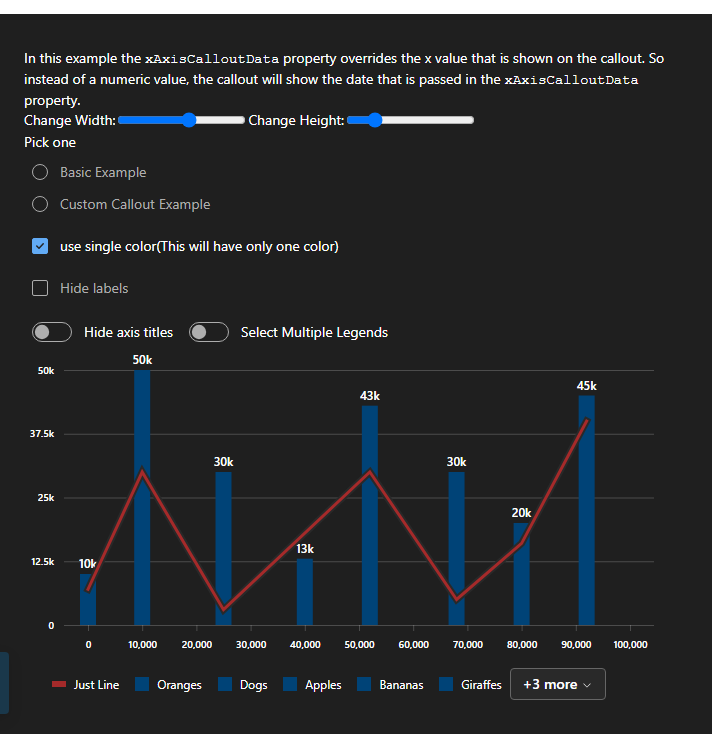 In this example the xAxisCalloutData property overrides the x value that is shown on the callout. So
instead of a numeric value, the callout will show the date that is passed in the xAxisCalloutData
property.
Change Width: Change Height:
Pick one
Basic Example
Custom Callout Example
use single color(This will have only one color)
Hide labels
Hide axis titles Select Multiple Legends
50k
50k
45k
43k
37.5k
30k 30k
25k
20k
13k
12.5k 10k
0
0 10,000 20,000 30,000 40,000 50,000 60,000 70,000 80,000 90,000 100,000
Just Line Oranges Dogs Apples Bananas Giraffes +3 more